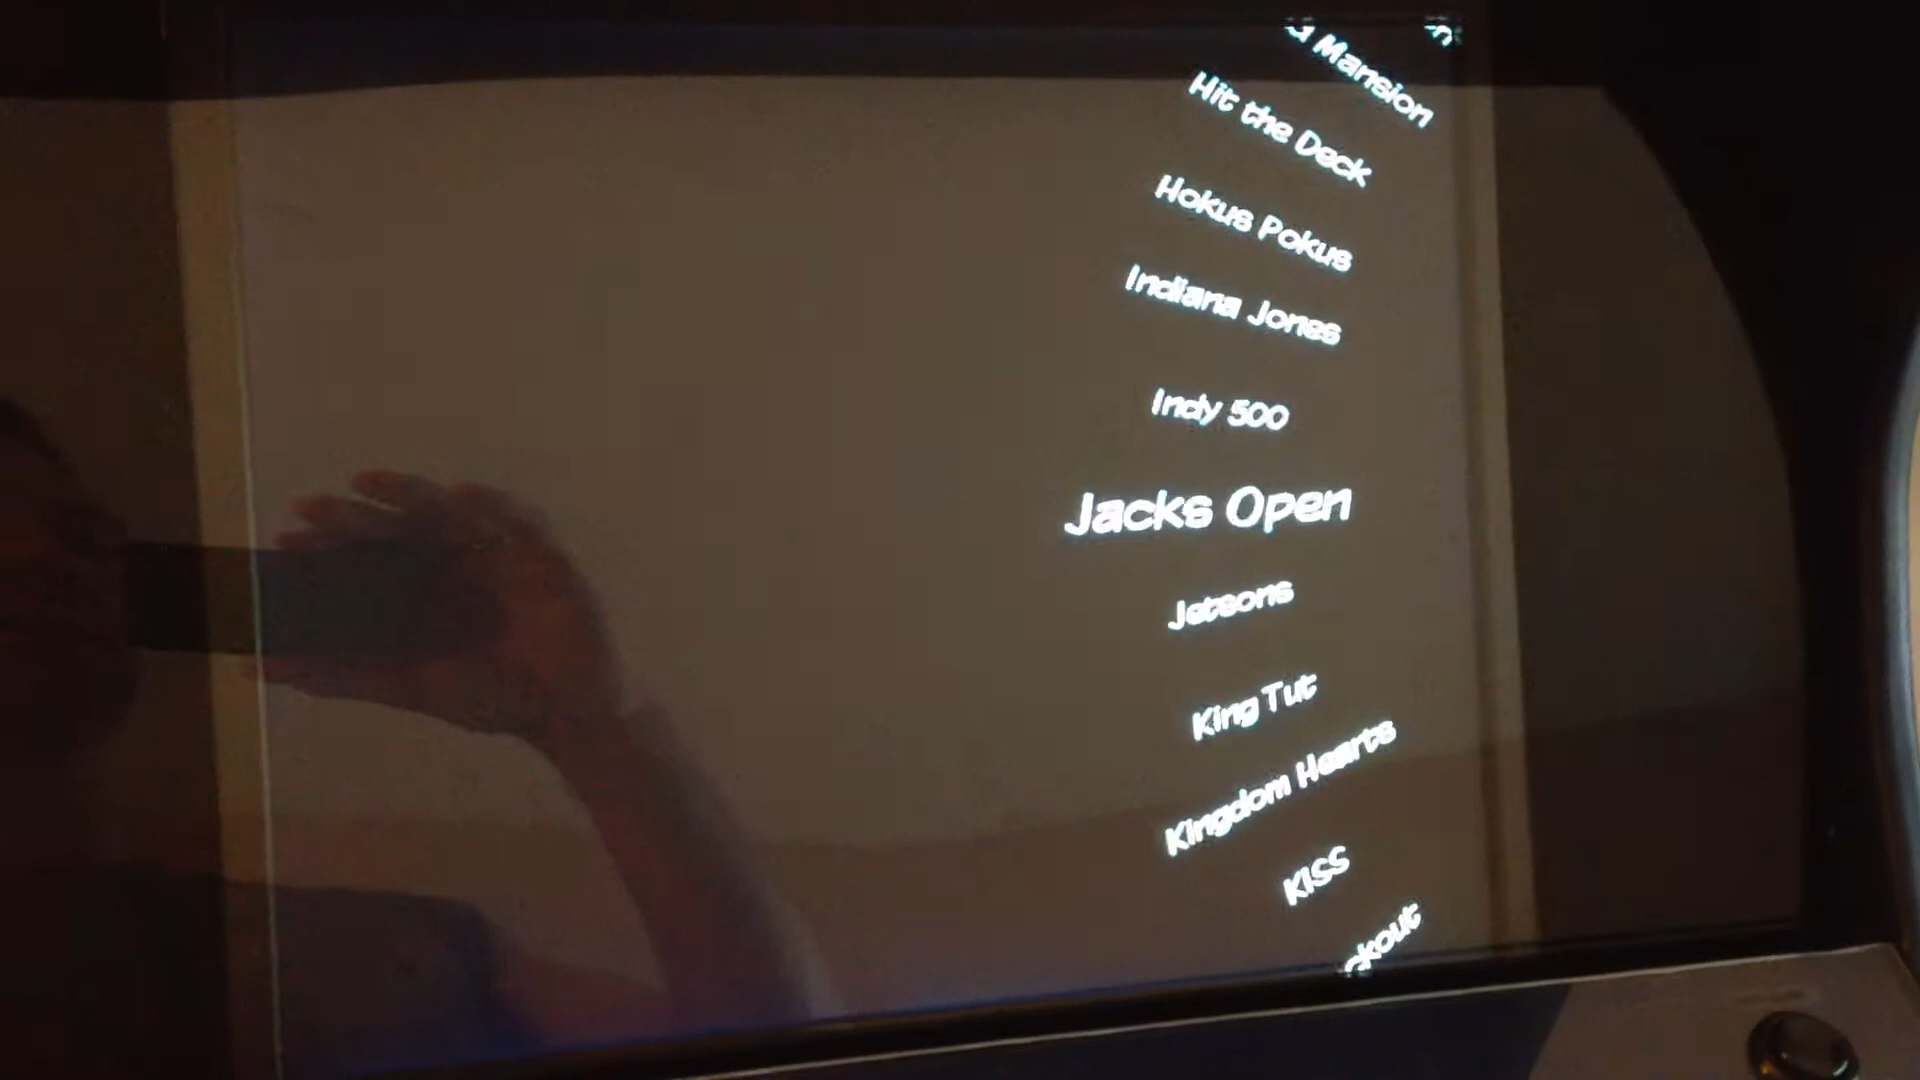 Mansion
Hit the Deck
Hokus Pokus
Indiana Jones
Indy 500
Jacks Open
Jetsons
King Tut
Kingdom Hearts
KISS